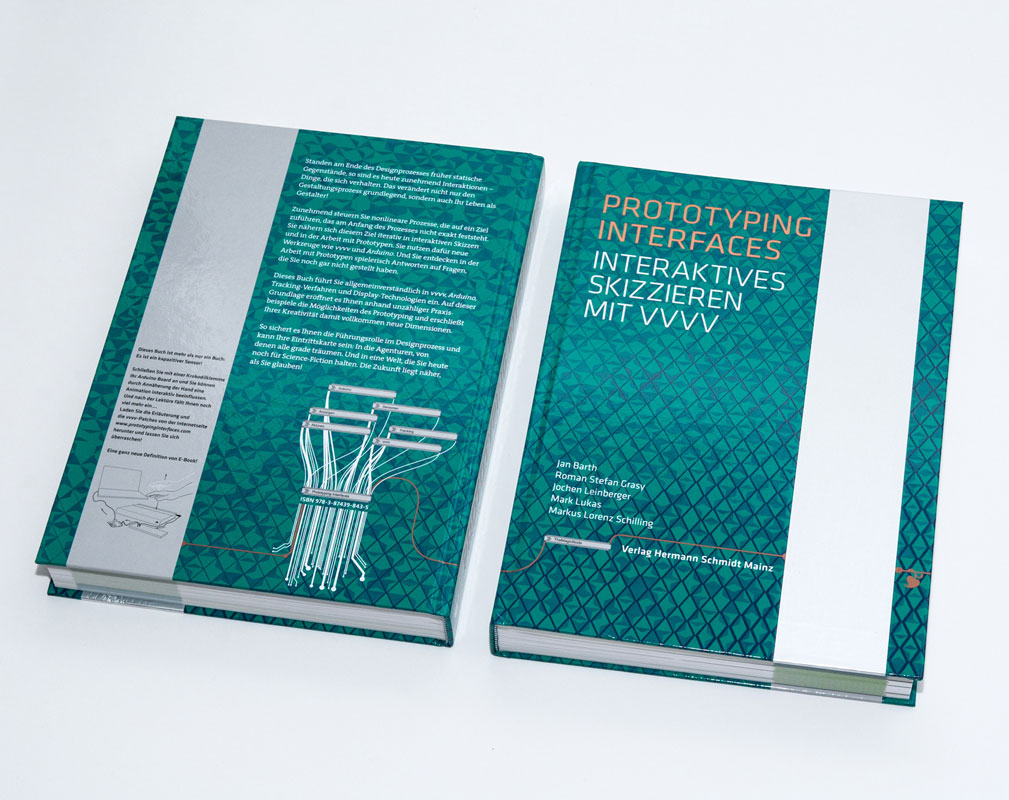 Standen am Ende des Designprozesses früher statische
Gegenstände, so sind es heute zunehmend Interaktionen –
Dinge, die sich verhalten. Das verändert nicht nur den
Gestaltungsprozess grundlegend, sondern auch Ihr Leben als
Gestalter!
Zunehmend steuern Sie nonlineare Prozesse, die auf ein Ziel
zuführen, das am Anfang des Prozesses nicht exakt feststeht.
Sie nähern sich diesem Ziel iterativ in interaktiven Skizzen
und in der Arbeit mit Prototypen. Sie nutzen dafür neue
Werkzeuge wie vvvv und Arduino. Und Sie entdecken in der
Arbeit mit Prototypen spielerisch Antworten auf Fragen,
die Sie noch gar nicht gestellt haben.
Dieses Buch führt Sie allgemeinverständlich in vvvv, Arduino,
Tracking-Verfahren und Display-Technologien ein. Auf dieser
Grundlage eröffnet es Ihnen anhand unzähliger Praxis-
beispiele die Möglichkeiten des Prototyping und erschließt
Ihrer Kreativität damit vollkommen neue Dimensionen.
So sichert es Ihnen die Führungsrolle im Designprozess und
kann Ihre Eintrittskarte sein: In die Agenturen, von
denen alle grade träumen. Und in eine Welt, die Sie heute
noch für Science-Fiction halten. Die Zukunft liegt näher,
als Sie glauben!
Dieses Buch ist mehr als nur ein Buch:
Es ist ein kapazitiver Sensor!
Schließen Sie mit einer Krokodilklemme
Ihr Arduino Board an und Sie können
durch Annäherung der Hand eine
Animation interaktiv beeinflussen.
Und nach der Lektüre fällt Ihnen noch
viel mehr ein ...
Laden Sie die Erläuterung und
die vvvv-Patches von der Internetseite
www.prototypinginterfaces.com
herunter und lassen Sie sich
überraschen!
Eine ganz neue Definition von E-Book!
Tracking
Prototyping Interfaces
ISBN 978-3-87439-843-5
PROTOTYPING
INTERFACES
INTERAKTIVES
SKIZZIEREN
MIT VVVV
Jan Barth
Roman Stefan Grasy
Jochen Leinberger
Mark Lukas
Markus Lorenz Schilling
Verlag Hermann Schmidt Mainz